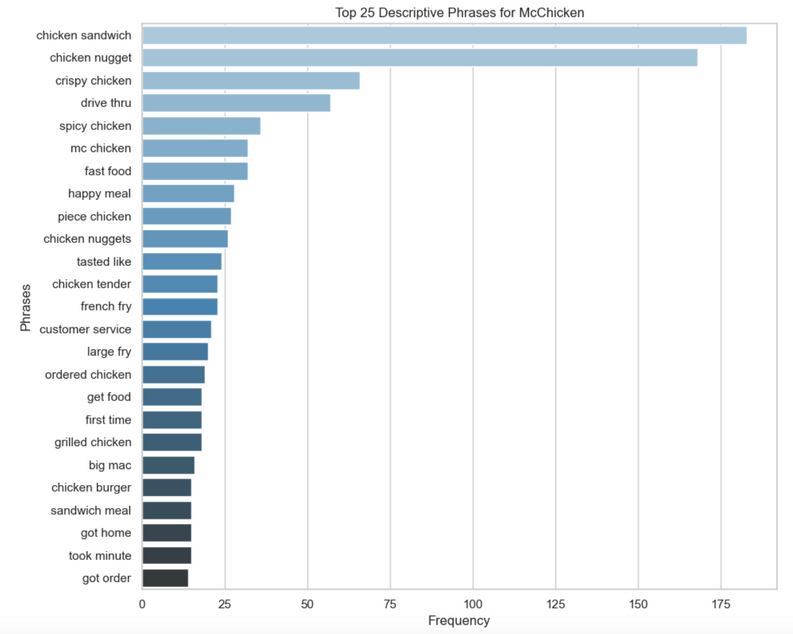 Top 25 Descriptive Phrases for McChicken
chicken sandwich
chicken nugget
crispy chicken
drive thru
spicy chicken
mc chicken
fast food
happy meal
piece chicken
chicken nuggets
tasted like
chicken tender
french fry
customer service
large fry
ordered chicken
get food
first time
grilled chicken
big mac
chicken burger
sandwich meal
got home
took minute
got order
Phrases
0 25 50 75 100 125 150 175
Frequency